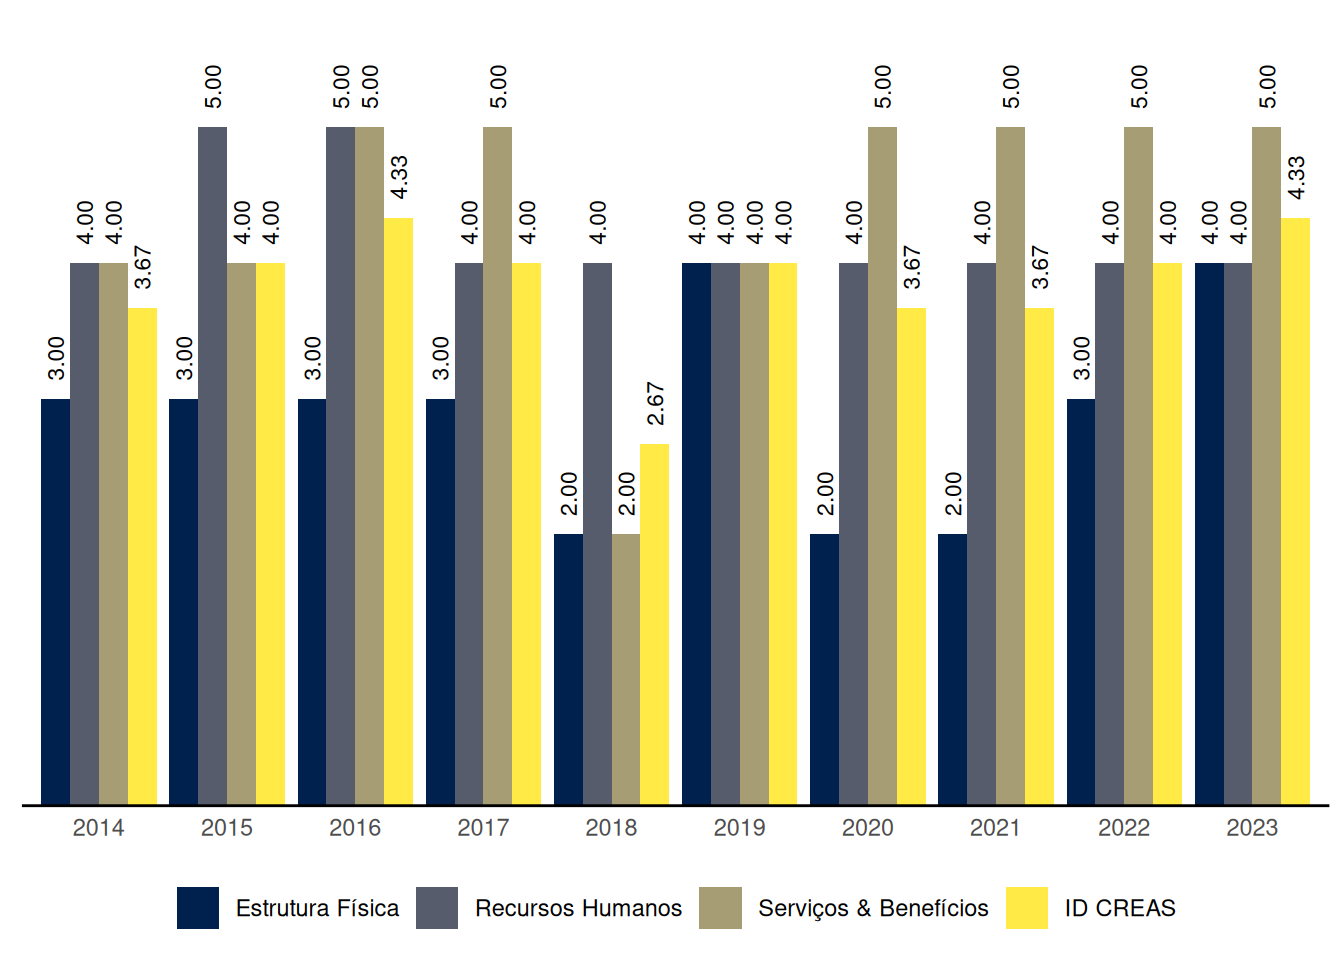 3.00 4.00 4.00 3.67
3.00 5.00 4.00 4.00
3.00 5.00 5.00 4.33
3.00 4.00 5.00 4.00
2.00 4.00 2.00 2.67
4.00 4.00 4.00 4.00
2.00 4.00 5.00 3.67
2.00 4.00 5.00 3.67
3.00 4.00 5.00 4.00
4.00 4.00 5.00 4.33
2014 2015 2016 2017 2018 2019 2020 2021 2022 2023
Estrutura Física Recursos Humanos Serviços & Benefícios ID CREAS